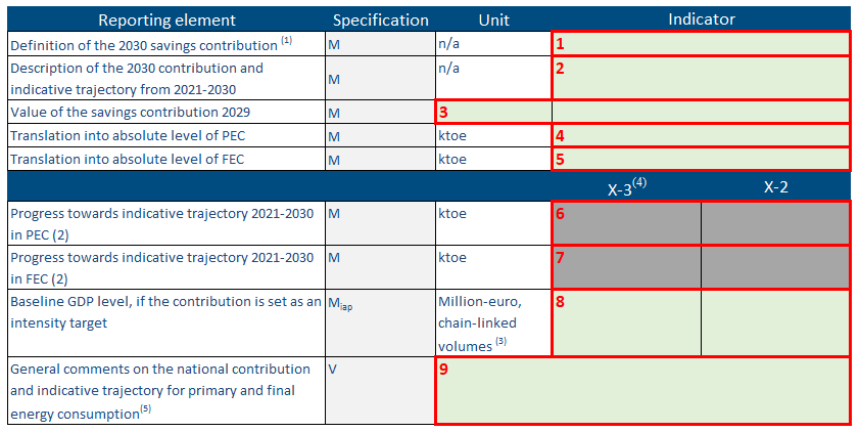 Reporting element Specification Unit Indicator
Definition of the 2030 savings contribution (1) M n/a 1
Description of the 2030 contribution and
indicative trajectory from 2021-2030 M n/a 2
Value of the savings contribution 2029 M 3
Translation into absolute level of PEC M ktoe 4
Translation into absolute level of FEC M ktoe 5
X-3(4) X-2
Progress towards indicative trajectory 2021-2030 M ktoe 6
in PEC (2)
Progress towards indicative trajectory 2021-2030 M ktoe 7
in FEC (2)
Baseline GDP level, if the contribution is set as an Miap Million-euro, 8
intensity target chain-linked
volumes (3)
General comments on the national contribution V 9
and indicative trajectory for primary and final
energy consumption(5)